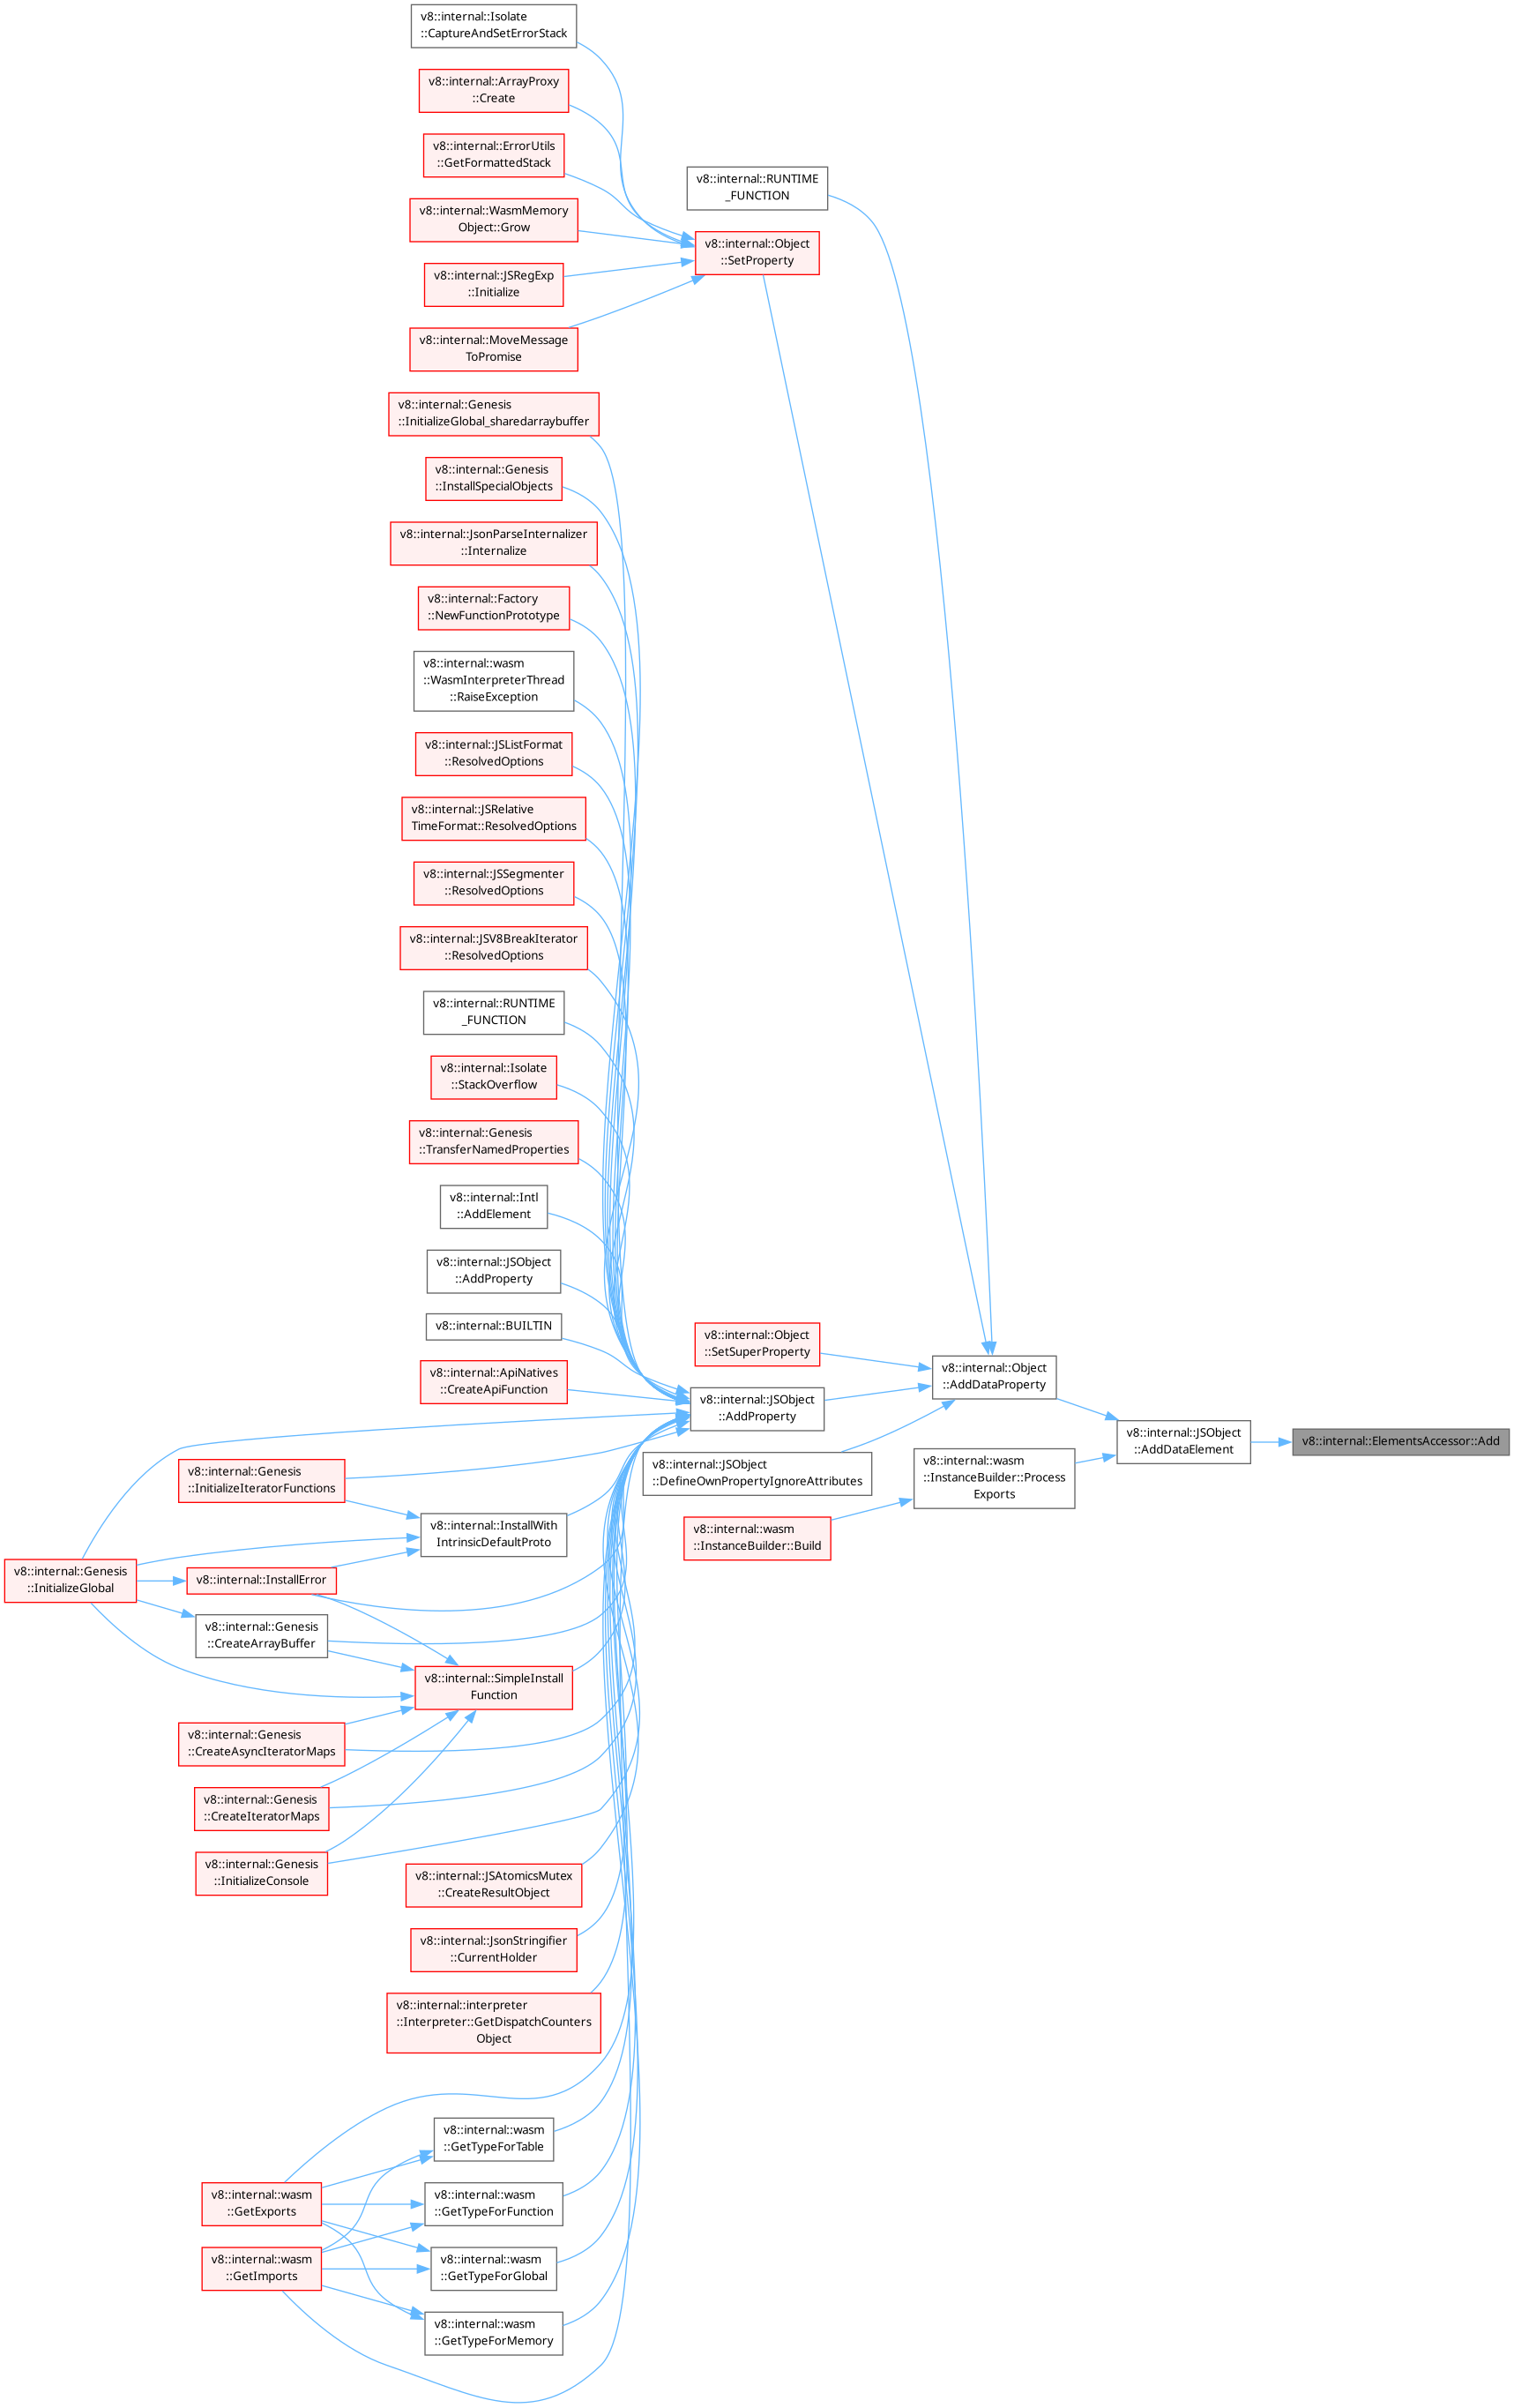 v8::internal::Isolate
::CaptureAndSetErrorStack
v8::internal::ArrayProxy
::Create
v8::internal::ErrorUtils
::GetFormattedStack
v8::internal::WasmMemory
Object::Grow
v8::internal::JSRegExp
::Initialize
v8::internal::MoveMessage
ToPromise
v8::internal::RUNTIME
_FUNCTION
v8::internal::Object
::SetProperty
v8::internal::Genesis
::InitializeGlobal_sharedarraybuffer
v8::internal::Genesis
::InstallSpecialObjects
v8::internal::JsonParseInternalizer
::Internalize
v8::internal::Factory
::NewFunctionPrototype
v8::internal::wasm
::WasmInterpreterThread
::RaiseException
v8::internal::JSListFormat
::ResolvedOptions
v8::internal::JSRelative
TimeFormat::ResolvedOptions
v8::internal::JSSegmenter
::ResolvedOptions
v8::internal::JSV8BreakIterator
::ResolvedOptions
v8::internal::RUNTIME
_FUNCTION
v8::internal::Isolate
::StackOverflow
v8::internal::Genesis
::TransferNamedProperties
v8::internal::Intl
::AddElement
v8::internal::JSObject
::AddProperty
v8::internal::BUILTIN
v8::internal::ApiNatives
::CreateApiFunction
v8::internal::Object
::SetSuperProperty
v8::internal::JSObject
::AddProperty
v8::internal::JSObject
::DefineOwnPropertyIgnoreAttributes
v8::internal::wasm
::InstanceBuilder::Build
v8::internal::Object
::AddDataProperty
v8::internal::wasm
::InstanceBuilder::Process
Exports
v8::internal::JSObject
::AddDataElement
v8::internal::ElementsAccessor::Add
v8::internal::Genesis
::InitializeIteratorFunctions
v8::internal::InstallWith
IntrinsicDefaultProto
v8::internal::Genesis
::InitializeGlobal
v8::internal::InstallError
v8::internal::Genesis
::CreateArrayBuffer
v8::internal::SimpleInstall
Function
v8::internal::Genesis
::CreateAsyncIteratorMaps
v8::internal::Genesis
::CreateIteratorMaps
v8::internal::Genesis
::InitializeConsole
v8::internal::JSAtomicsMutex
::CreateResultObject
v8::internal::JsonStringifier
::CurrentHolder
v8::internal::interpreter
::Interpreter::GetDispatchCounters
Object
v8::internal::wasm
::GetTypeForTable
v8::internal::wasm
::GetExports
v8::internal::wasm
::GetTypeForFunction
v8::internal::wasm
::GetImports
v8::internal::wasm
::GetTypeForGlobal
v8::internal::wasm
::GetTypeForMemory